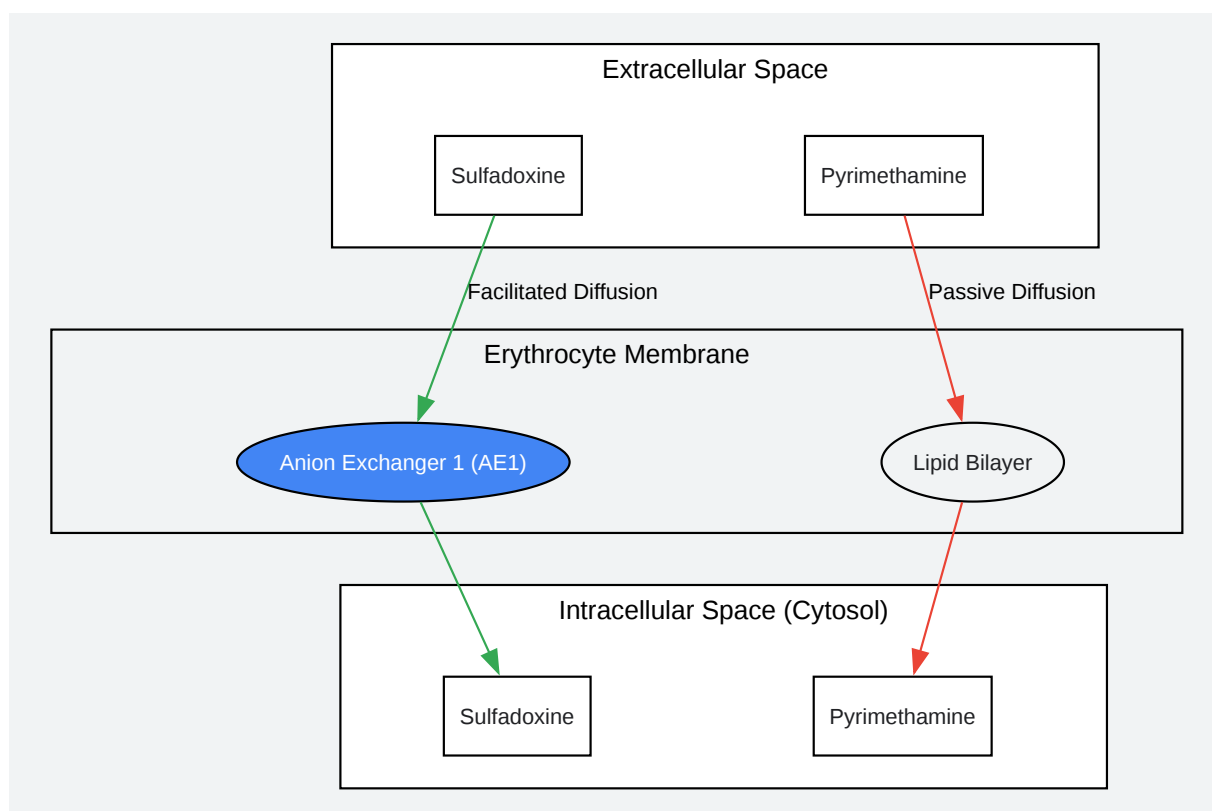 Extracellular Space
Sulfadoxine
Pyrimethamine
Facilitated Diffusion
Passive Diffusion
Erythrocyte Membrane
Anion Exchanger 1 (AE1)
Lipid Bilayer
Intracellular Space (Cytosol)
Sulfadoxine
Pyrimethamine